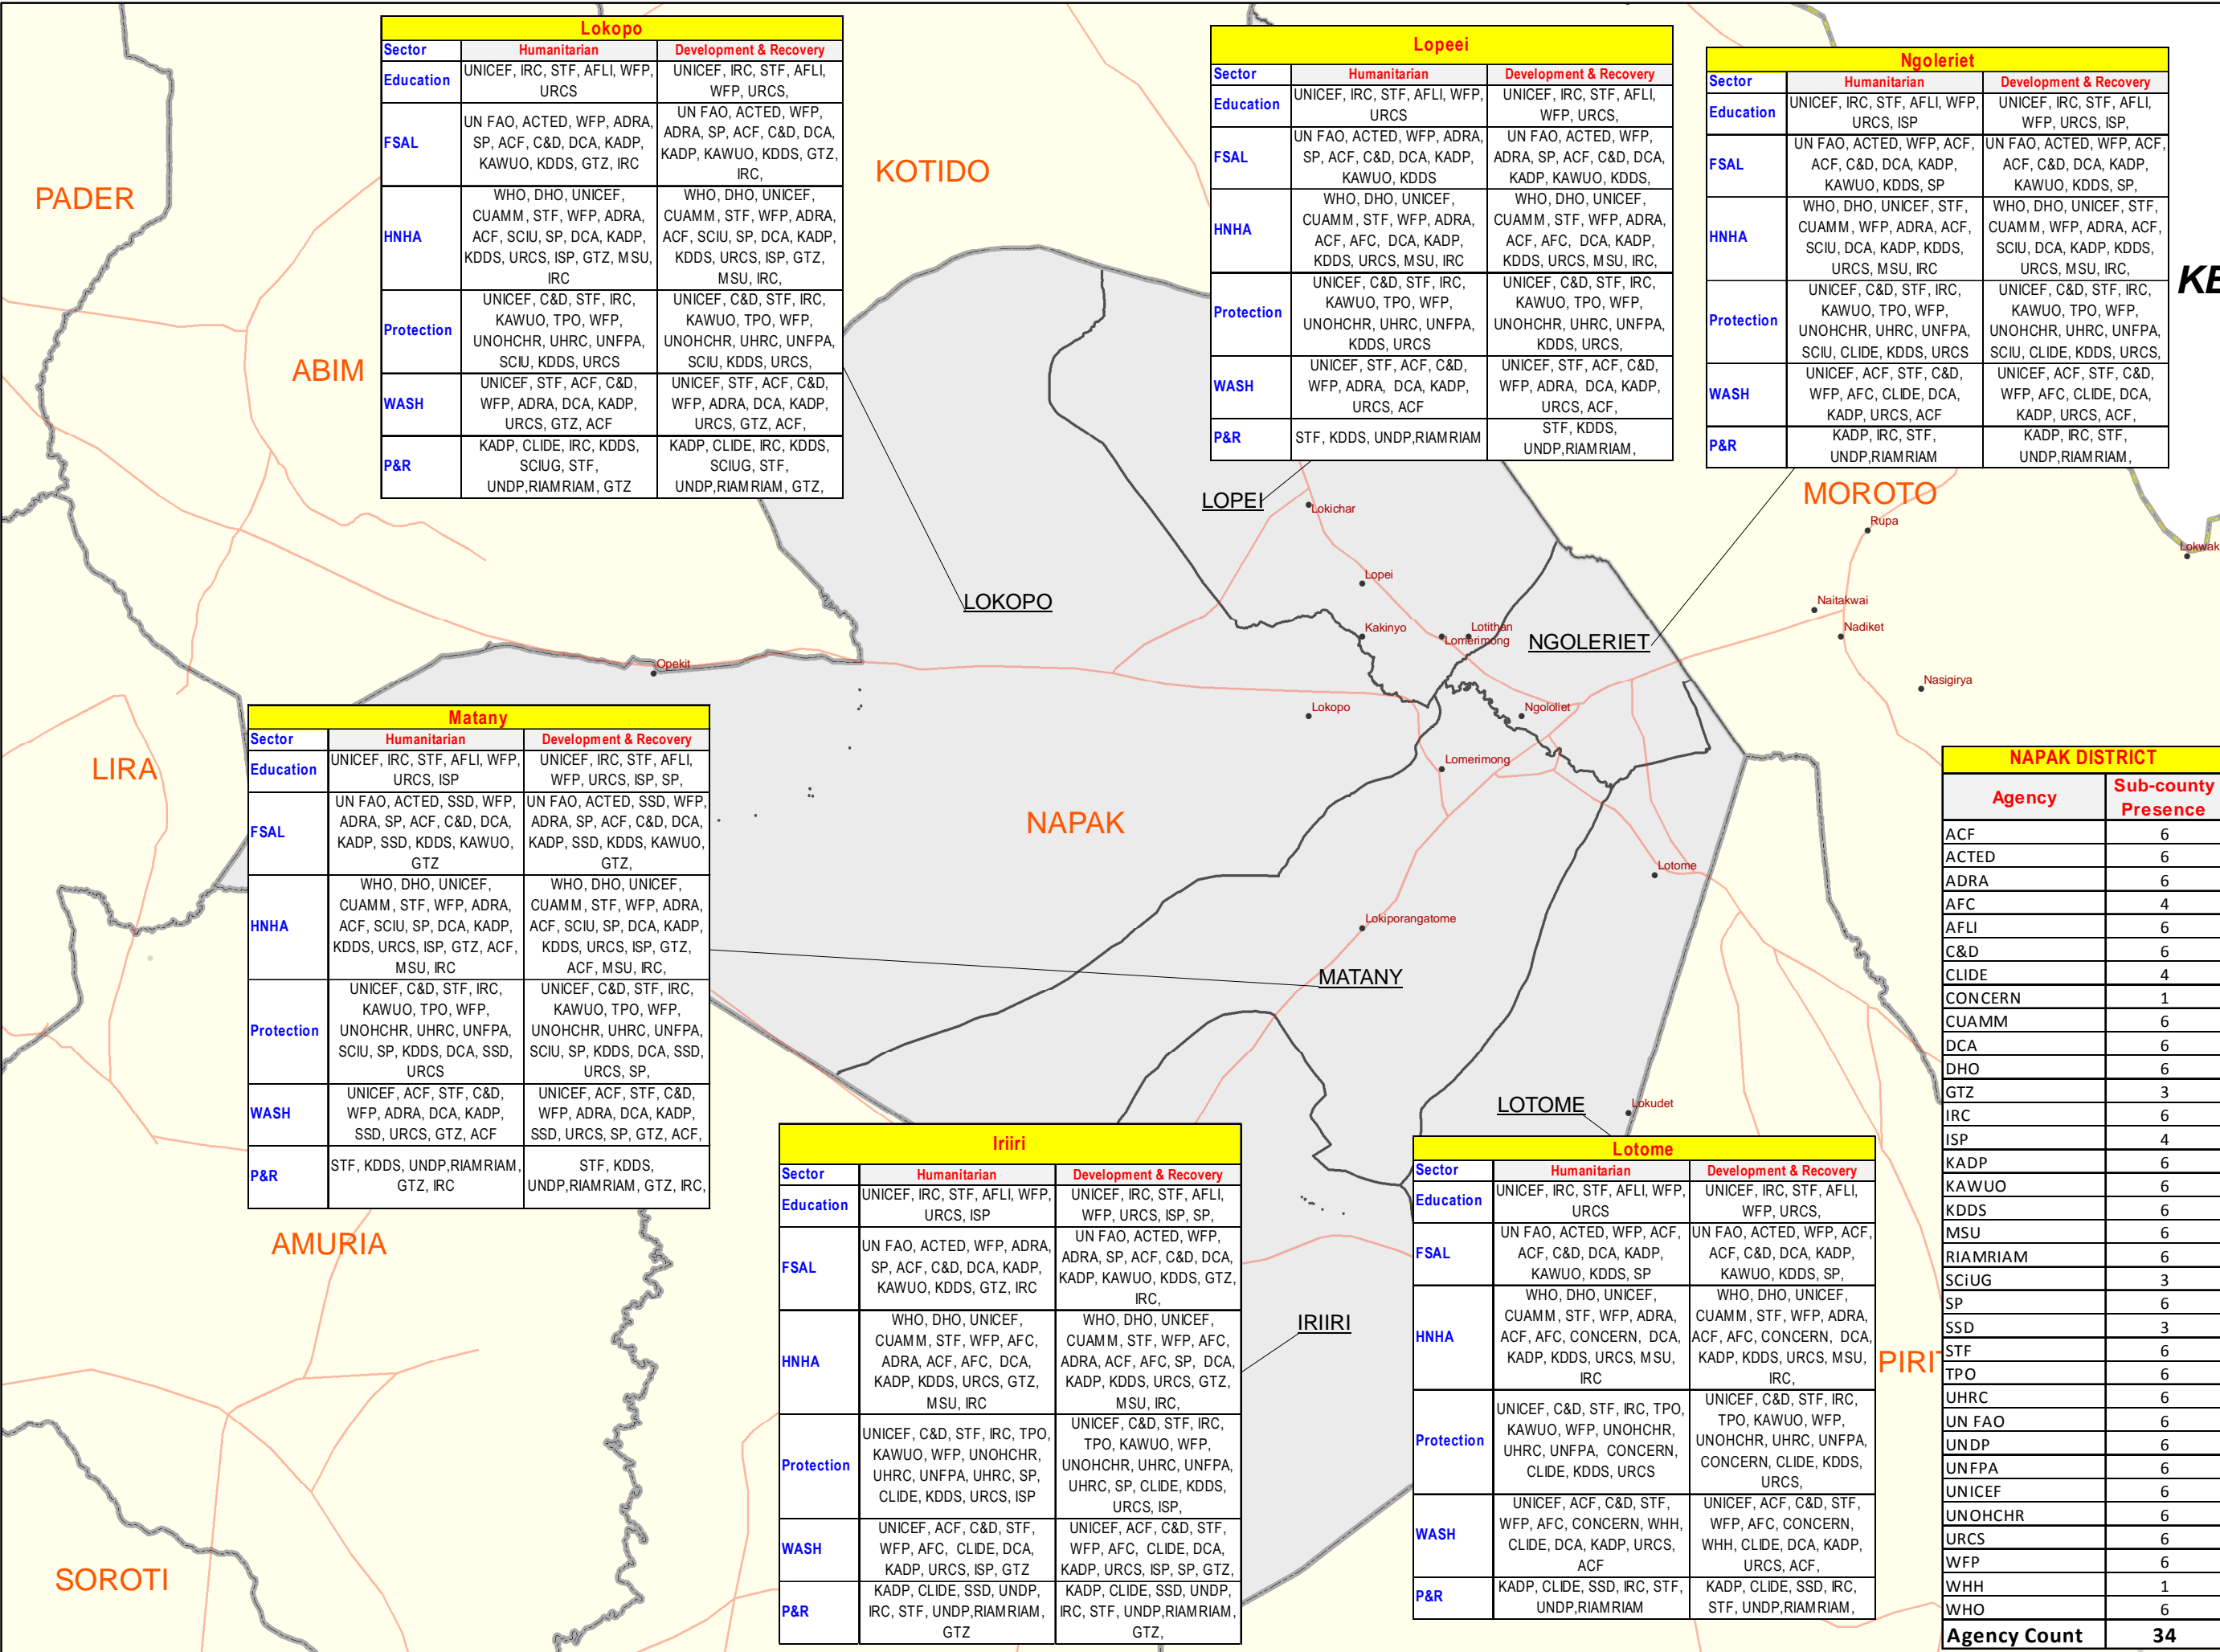 Lokopo
Sector Humanitarian Development & Recovery
Education
UNICEF, IRC, STF, AFLI, WFP,
URCS
UNICEF, IRC, STF, AFLI,
WFP, URCS,
FSAL
UN FAO, ACTED, WFP, ADRA,
SP, ACF, C&D, DCA, KADP,
KAWUO, KDDS, GTZ, IRC
UN FAO, ACTED, WFP,
ADRA, SP, ACF, C&D, DCA,
KADP, KAWUO, KDDS, GTZ,
IRC,
HNHA
WHO, DHO, UNICEF,
CUAMM, STF, WFP, ADRA,
ACF, SCIU, SP, DCA, KADP,
KDDS, URCS, ISP, GTZ, MSU,
IRC
WHO, DHO, UNICEF,
CUAMM, STF, WFP, ADRA,
ACF, SCIU, SP, DCA, KADP,
KDDS, URCS, ISP, GTZ,
MSU, IRC,
Protection
UNICEF, C&D, STF, IRC,
KAWUO, TPO, WFP,
UNOHCHR, UHRC, UNFPA,
SCIU, KDDS, URCS
UNICEF, C&D, STF, IRC,
KAWUO, TPO, WFP,
UNOHCHR, UHRC, UNFPA,
SCIU, KDDS, URCS,
WASH
UNICEF, STF, ACF, C&D,
WFP, ADRA, DCA, KADP,
URCS, GTZ, ACF
UNICEF, STF, ACF, C&D,
WFP, ADRA, DCA, KADP,
URCS, GTZ, ACF,
P&R
KADP, CLIDE, IRC, KDDS,
SCIUG, STF,
UNDP,RIAMRIAM, GTZ
KADP, CLIDE, IRC, KDDS,
SCIUG, STF,
UNDP,RIAMRIAM, GTZ,
Lopeei
Sector Humanitarian Development & Recovery
Education
UNICEF, IRC, STF, AFLI, WFP,
URCS
UNICEF, IRC, STF, AFLI,
WFP, URCS,
FSAL
UN FAO, ACTED, WFP, ADRA,
SP, ACF, C&D, DCA, KADP,
KAWUO, KDDS
UN FAO, ACTED, WFP,
ADRA, SP, ACF, C&D, DCA,
KADP, KAWUO, KDDS,
HNHA
WHO, DHO, UNICEF,
CUAMM, STF, WFP, ADRA,
ACF, AFC, DCA, KADP,
KDDS, URCS, MSU, IRC
WHO, DHO, UNICEF,
CUAMM, STF, WFP, ADRA,
ACF, AFC, DCA, KADP,
KDDS, URCS, MSU, IRC,
Protection
UNICEF, C&D, STF, IRC,
KAWUO, TPO, WFP,
UNOHCHR, UHRC, UNFPA,
KDDS, URCS
UNICEF, C&D, STF, IRC,
KAWUO, TPO, WFP,
UNOHCHR, UHRC, UNFPA,
KDDS, URCS,
WASH
UNICEF, STF, ACF, C&D,
WFP, ADRA, DCA, KADP,
URCS, ACF
UNICEF, STF, ACF, C&D,
WFP, ADRA, DCA, KADP,
URCS, ACF,
P&R
STF, KDDS, UNDP,RIAMRIAM
STF, KDDS,
UNDP,RIAMRIAM,
Ngoleriet
Sector Humanitarian Development & Recovery
Education
UNICEF, IRC, STF, AFLI, WFP,
URCS, ISP
UNICEF, IRC, STF, AFLI,
WFP, URCS, ISP,
FSAL
UN FAO, ACTED, WFP, ACF,
ACF, C&D, DCA, KADP,
KAWUO, KDDS, SP
UN FAO, ACTED, WFP, ACF,
ACF, C&D, DCA, KADP,
KAWUO, KDDS, SP,
HNHA
WHO, DHO, UNICEF, STF,
CUAMM, WFP, ADRA, ACF,
SCIU, DCA, KADP, KDDS,
URCS, MSU, IRC
WHO, DHO, UNICEF, STF,
CUAMM, WFP, ADRA, ACF,
SCIU, DCA, KADP, KDDS,
URCS, MSU, IRC,
Protection
UNICEF, C&D, STF, IRC,
KAWUO, TPO, WFP,
UNOHCHR, UHRC, UNFPA,
SCIU, CLIDE, KDDS, URCS
UNICEF, C&D, STF, IRC,
KAWUO, TPO, WFP,
UNOHCHR, UHRC, UNFPA,
SCIU, CLIDE, KDDS, URCS,
WASH
UNICEF, ACF, STF, C&D,
WFP, AFC, CLIDE, DCA,
KADP, URCS, ACF
UNICEF, ACF, STF, C&D,
WFP, AFC, CLIDE, DCA,
KADP, URCS, ACF,
P&R
KADP, IRC, STF,
UNDP,RIAMRIAM
KADP, IRC, STF,
UNDP,RIAMRIAM,
KE
PADER
KOTIDO
ABIM
MOROTO
LOPEI
Lokichar
Rupa
Lokwak
Lopei
LOKOPO
Naitakwai
Kakinyo
Lotithan
Lomerimong
NGOLERIET
Nadiket
Opekit
Nasigirya
Lokopo
Ngololiet
LIRA
Lomerimong
NAPAK
Lotome
Lokiporangatome
MATANY
LOTOME
Lokudet
IRIIRI
PIRIT
AMURIA
SOROTI
Matany
Sector Humanitarian Development & Recovery
Education
UNICEF, IRC, STF, AFLI, WFP,
URCS, ISP
UNICEF, IRC, STF, AFLI,
WFP, URCS, ISP, SP,
FSAL
UN FAO, ACTED, SSD, WFP,
ADRA, SP, ACF, C&D, DCA,
KADP, SSD, KDDS, KAWUO,
GTZ
UN FAO, ACTED, SSD, WFP,
ADRA, SP, ACF, C&D, DCA,
KADP, SSD, KDDS, KAWUO,
GTZ,
HNHA
WHO, DHO, UNICEF,
CUAMM, STF, WFP, ADRA,
ACF, SCIU, SP, DCA, KADP,
KDDS, URCS, ISP, GTZ, ACF,
MSU, IRC
WHO, DHO, UNICEF,
CUAMM, STF, WFP, ADRA,
ACF, SCIU, SP, DCA, KADP,
KDDS, URCS, ISP, GTZ,
ACF, MSU, IRC,
Protection
UNICEF, C&D, STF, IRC,
KAWUO, TPO, WFP,
UNOHCHR, UHRC, UNFPA,
SCIU, SP, KDDS, DCA, SSD,
URCS
UNICEF, C&D, STF, IRC,
KAWUO, TPO, WFP,
UNOHCHR, UHRC, UNFPA,
SCIU, SP, KDDS, DCA, SSD,
URCS, SP,
WASH
UNICEF, ACF, STF, C&D,
WFP, ADRA, DCA, KADP,
SSD, URCS, GTZ, ACF
UNICEF, ACF, STF, C&D,
WFP, ADRA, DCA, KADP,
SSD, URCS, SP, GTZ, ACF,
P&R
STF, KDDS, UNDP,RIAMRIAM,
GTZ, IRC
STF, KDDS,
UNDP,RIAMRIAM, GTZ, IRC,
Iriiri
Sector Humanitarian Development & Recovery
Education
UNICEF, IRC, STF, AFLI, WFP,
URCS, ISP
UNICEF, IRC, STF, AFLI,
WFP, URCS, ISP, SP,
FSAL
UN FAO, ACTED, WFP, ADRA,
SP, ACF, C&D, DCA, KADP,
KAWUO, KDDS, GTZ, IRC
UN FAO, ACTED, WFP,
ADRA, SP, ACF, C&D, DCA,
KADP, KAWUO, KDDS, GTZ,
IRC,
HNHA
WHO, DHO, UNICEF,
CUAMM, STF, WFP, AFC,
ADRA, ACF, AFC, DCA,
KADP, KDDS, URCS, GTZ,
MSU, IRC
WHO, DHO, UNICEF,
CUAMM, STF, WFP, AFC,
ADRA, ACF, AFC, SP, DCA,
KADP, KDDS, URCS, GTZ,
MSU, IRC,
Protection
UNICEF, C&D, STF, IRC, TPO,
KAWUO, WFP, UNOHCHR,
UHRC, UNFPA, UHRC, SP,
CLIDE, KDDS, URCS, ISP
UNICEF, C&D, STF, IRC,
TPO, KAWUO, WFP,
UNOHCHR, UHRC, UNFPA,
UHRC, SP, CLIDE, KDDS,
URCS, ISP,
WASH
UNICEF, ACF, C&D, STF,
WFP, AFC, CLIDE, DCA,
KADP, URCS, ISP, GTZ
UNICEF, ACF, C&D, STF,
WFP, AFC, CLIDE, DCA,
KADP, URCS, ISP, SP, GTZ,
P&R
KADP, CLIDE, SSD, UNDP,
IRC, STF, UNDP,RIAMRIAM,
GTZ
KADP, CLIDE, SSD, UNDP,
IRC, STF, UNDP,RIAMRIAM,
GTZ,
Lotome
Sector Humanitarian Development & Recovery
Education
UNICEF, IRC, STF, AFLI, WFP,
URCS
UNICEF, IRC, STF, AFLI,
WFP, URCS,
FSAL
UN FAO, ACTED, WFP, ACF,
ACF, C&D, DCA, KADP,
KAWUO, KDDS, SP
UN FAO, ACTED, WFP, ACF,
ACF, C&D, DCA, KADP,
KAWUO, KDDS, SP,
HNHA
WHO, DHO, UNICEF,
CUAMM, STF, WFP, ADRA,
ACF, AFC, CONCERN, DCA,
KADP, KDDS, URCS, MSU,
IRC
WHO, DHO, UNICEF,
CUAMM, STF, WFP, ADRA,
ACF, AFC, CONCERN, DCA,
KADP, KDDS, URCS, MSU,
IRC,
Protection
UNICEF, C&D, STF, IRC, TPO,
KAWUO, WFP, UNOHCHR,
UHRC, UNFPA, CONCERN,
CLIDE, KDDS, URCS
UNICEF, C&D, STF, IRC,
TPO, KAWUO, WFP,
UNOHCHR, UHRC, UNFPA,
CONCERN, CLIDE, KDDS,
URCS,
WASH
UNICEF, ACF, C&D, STF,
WFP, AFC, CONCERN, WHH,
CLIDE, DCA, KADP, URCS,
ACF
UNICEF, ACF, C&D, STF,
WFP, AFC, CONCERN,
WHH, CLIDE, DCA, KADP,
URCS, ACF,
P&R
KADP, CLIDE, SSD, IRC, STF,
UNDP,RIAMRIAM
KADP, CLIDE, SSD, IRC,
STF, UNDP,RIAMRIAM,
NAPAK DISTRICT
Agency Sub-county Presence
ACF 6
ACTED 6
ADRA 6
AFC 4
AFLI 6
C&D 6
CLIDE 4
CONCERN 1
CUAMM 6
DCA 6
DHO 6
GTZ 3
IRC 6
ISP 4
KADP 6
KAWUO 6
KDDS 6
MSU 6
RIAMRIAM 6
SCiUG 3
SP 6
SSD 3
STF 6
TPO 6
UHRC 6
UN FAO 6
UNDP 6
UNFPA 6
UNICEF 6
UNOHCHR 6
URCS 6
WFP 6
WHH 1
WHO 6
Agency Count 34